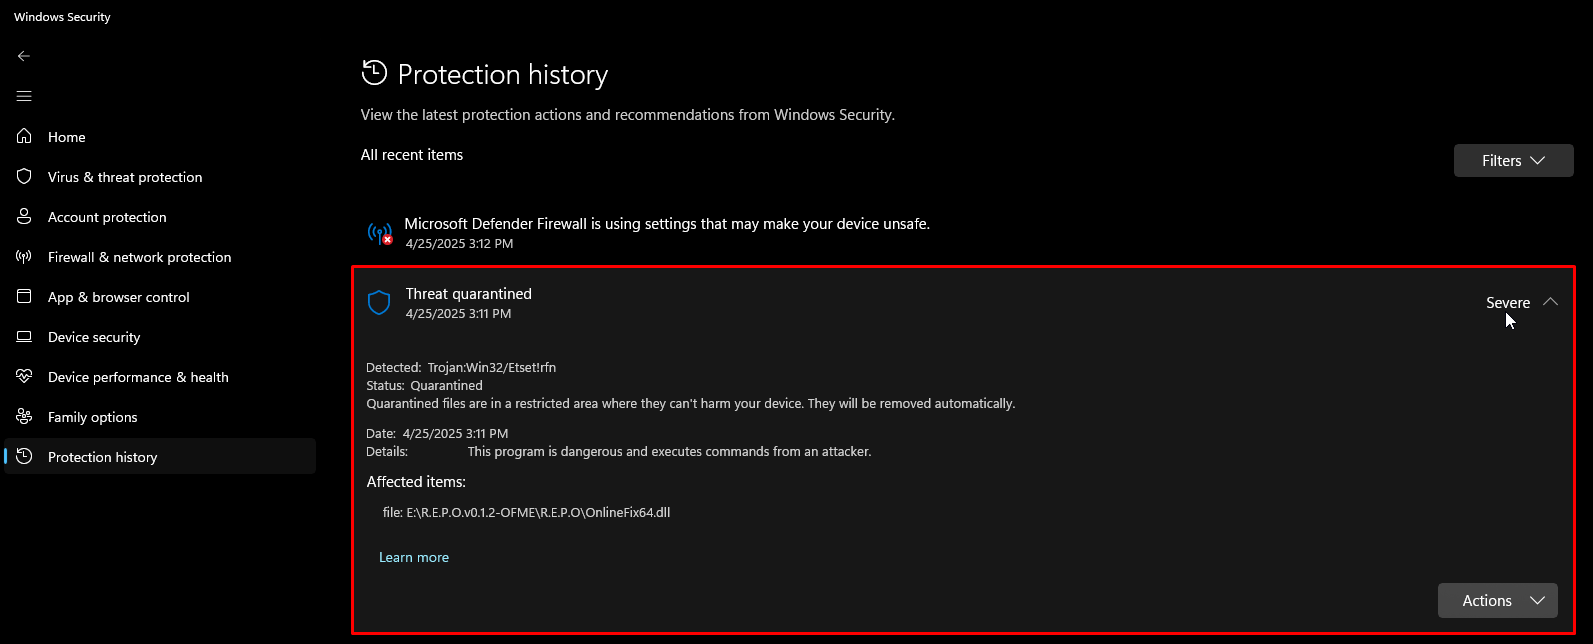 Windows Security
Home
Virus & threat protection
Account protection
Firewall & network protection
App & browser control
Device security
Device performance & health
Family options
Protection history
Protection history
View the latest protection actions and recommendations from Windows Security.
All recent items
Filters
Microsoft Defender Firewall is using settings that may make your device unsafe.
4/25/2025 3:12 PM
Threat quarantined
4/25/2025 3:11 PM
Severe
Detected: Trojan:Win32/Etset!rfn
Status: Quarantined
Quarantined files are in a restricted area where they can't harm your device. They will be removed automatically.
Date: 4/25/2025 3:11 PM
Details: This program is dangerous and executes commands from an attacker.
Affected items:
file: E:\R.E.P.O.v0.1.2-OFME\R.E.P.O\OnlineFix64.dll
Learn more
Actions